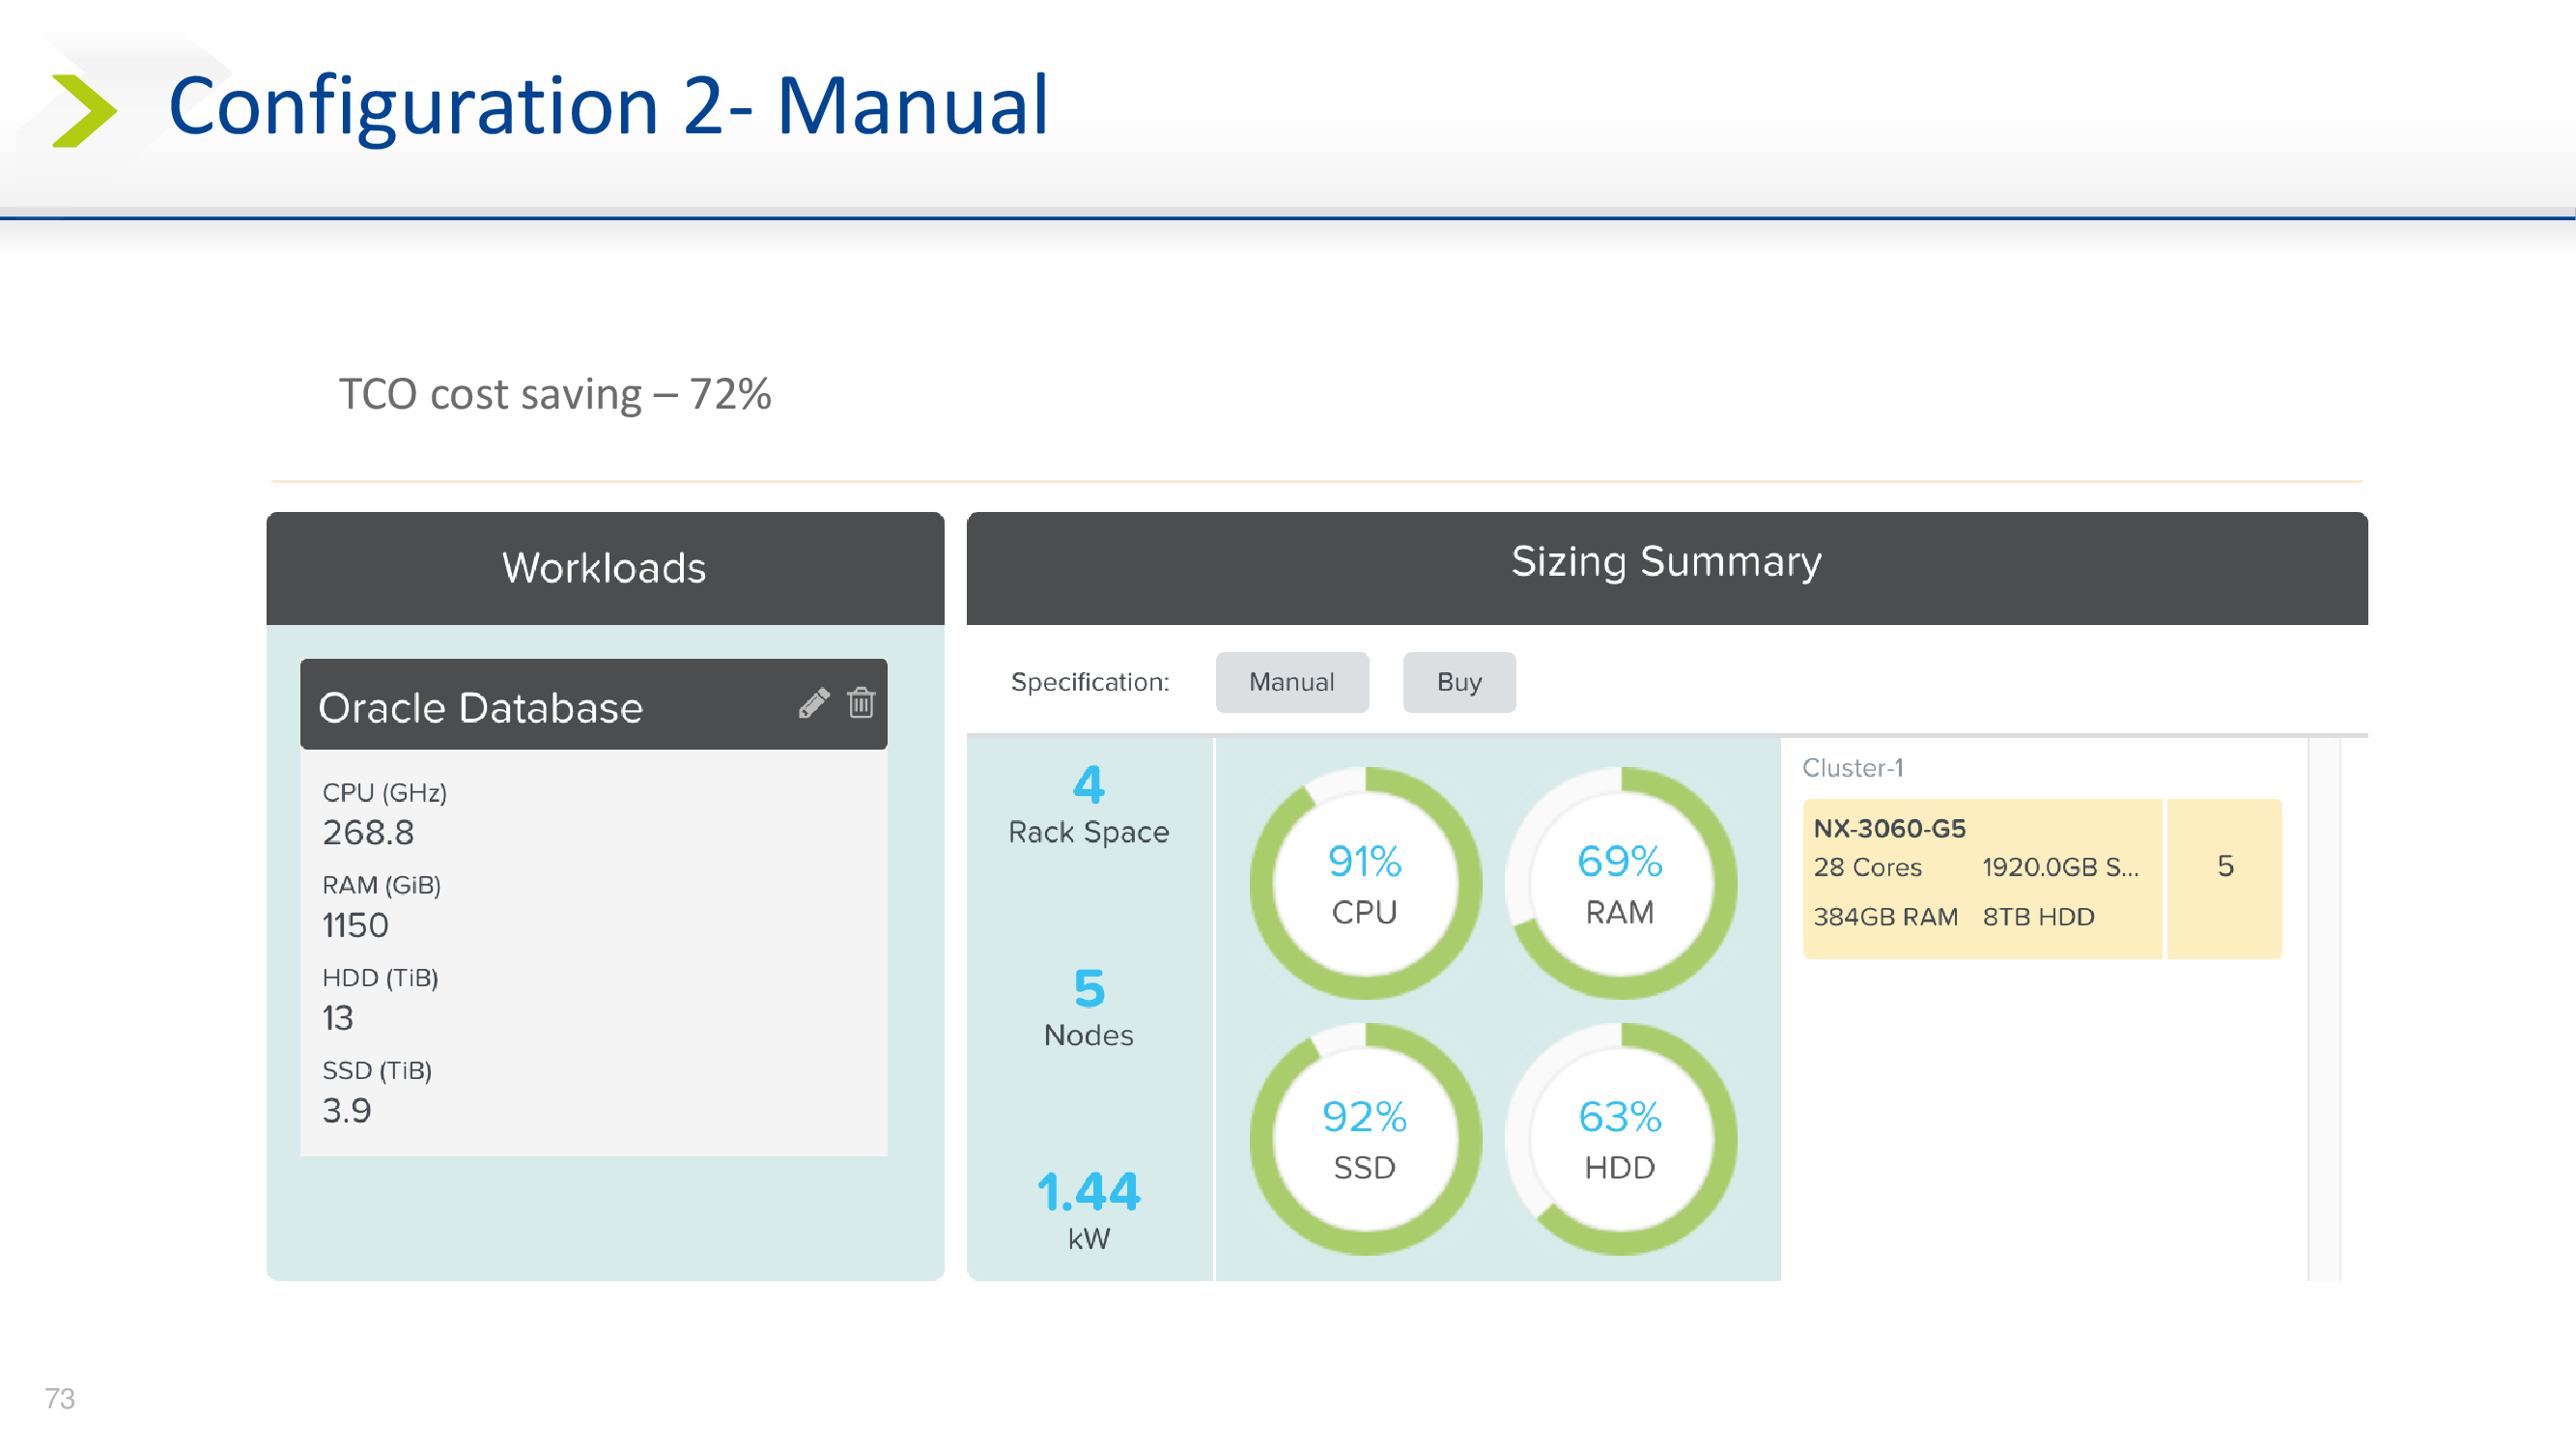 Configuration 2- Manual
TCO cost saving – 72%
Workloads
Oracle Database
CPU (GHz)
268.8
RAM (GiB)
1150
HDD (TiB)
13
SSD (TiB)
3.9
Sizing Summary
Specification: Manual Buy
4
Rack Space
5
Nodes
1.44
kW
91%
CPU
69%
RAM
92%
SSD
63%
HDD
Cluster-1
NX-3060-G5
28 Cores 1920.0GB S...
384GB RAM 8TB HDD
5
73